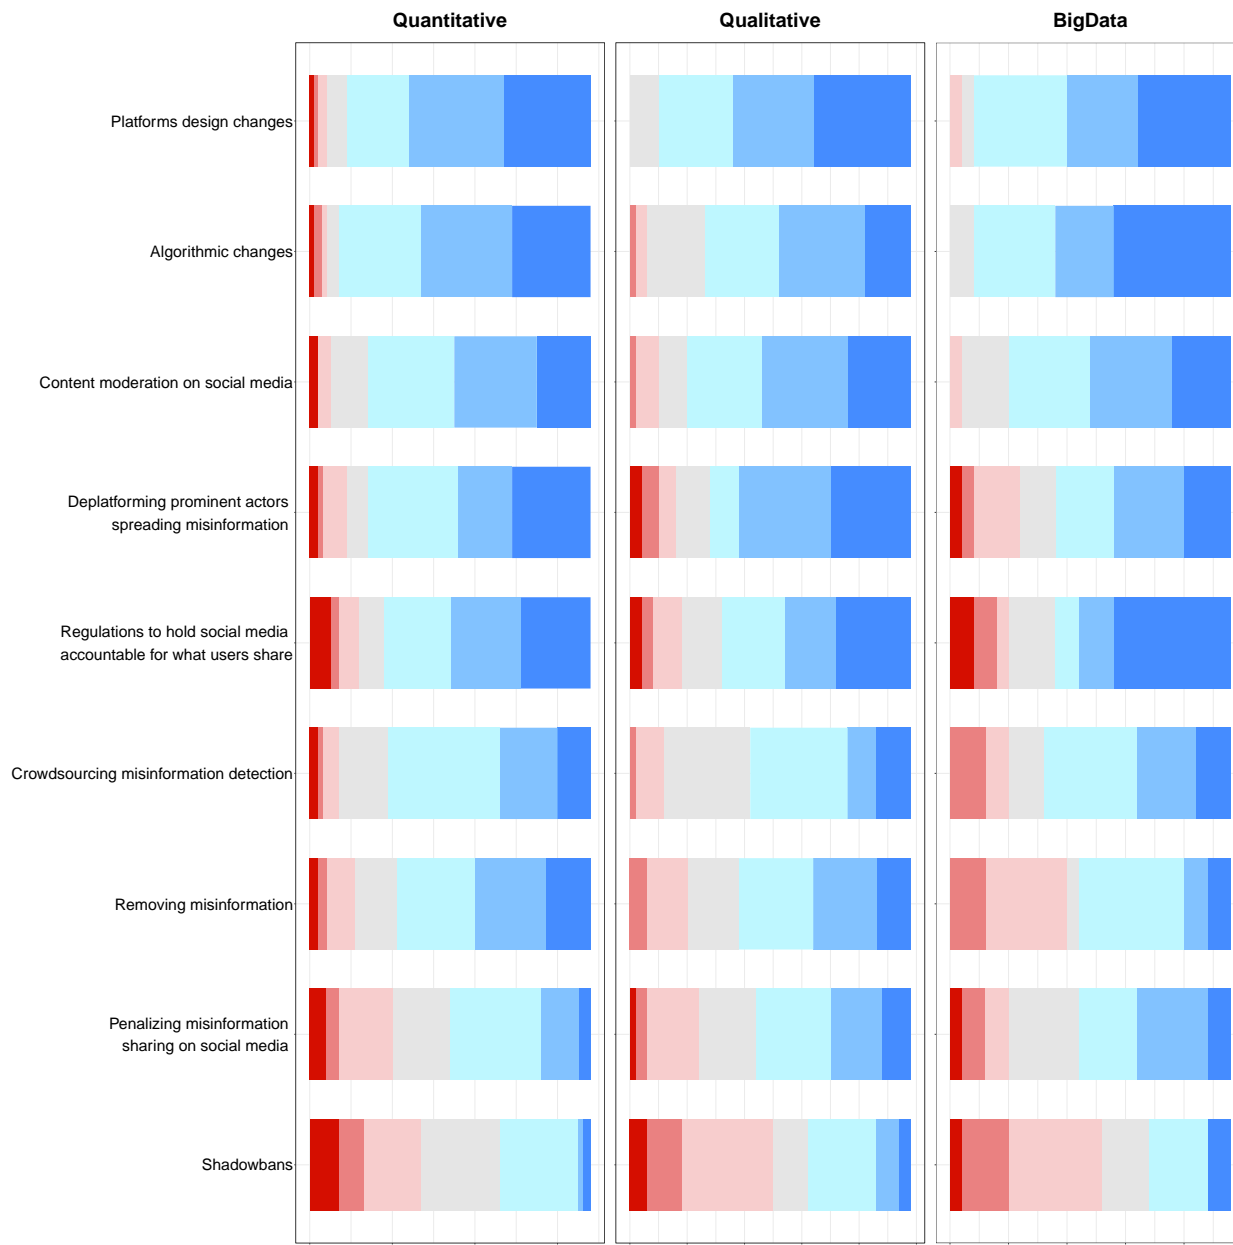 Quantitative
Qualitative
BigData
Platforms design changes
Algorithmic changes
Content moderation on social media
Deplatforming prominent actors
spreading misinformation
Regulations to hold social media
accountable for what users share
Crowdsourcing misinformation detection
Removing misinformation
Penalizing misinformation
sharing on social media
Shadowbans